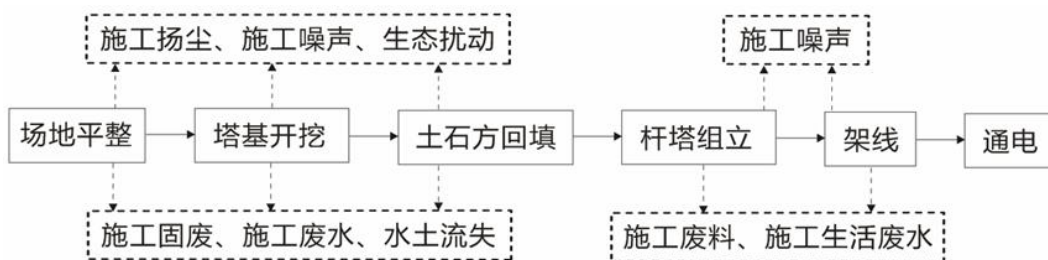 施工扬尘、施工噪声、生态扰动
施工噪声
场地平整
塔基开挖
土石方回填
杆塔组立
架线
通电
施工固废、施工废水、水土流失
施工废料、施工生活废水